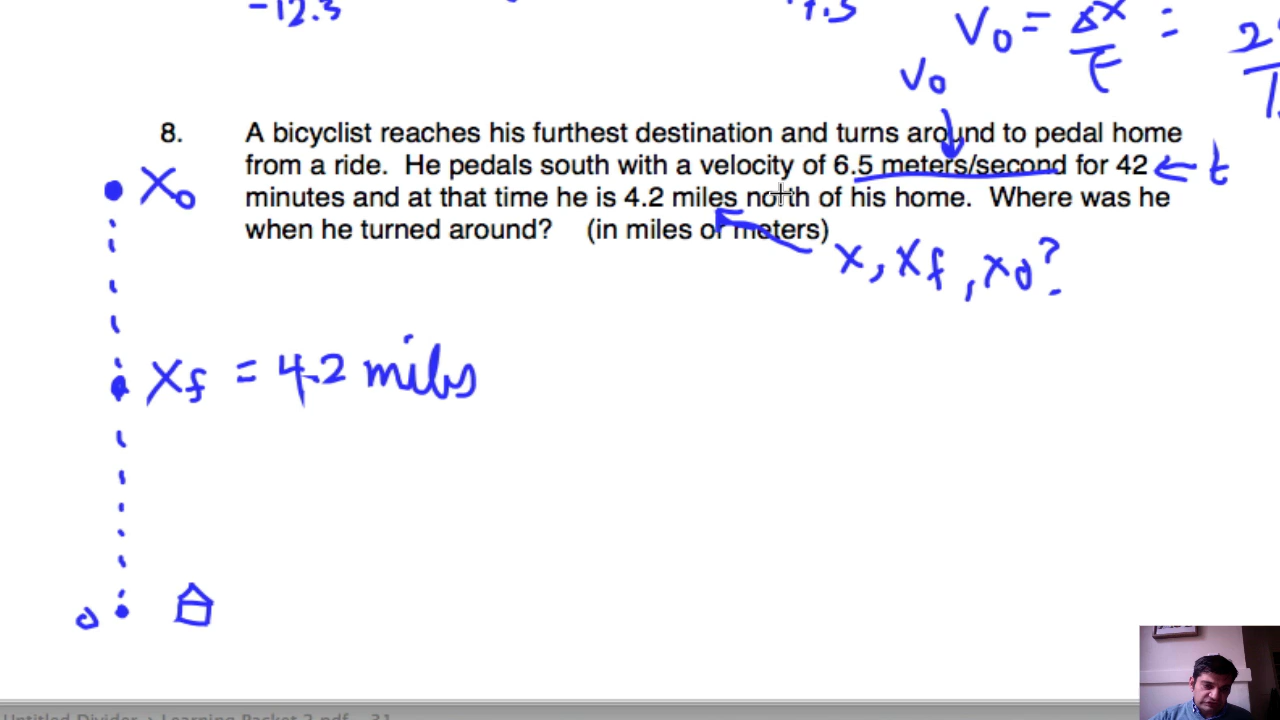 -12.3
V₀ = Δx/t =
V₀
8. A bicyclist reaches his furthest destination and turns around to pedal home
from a ride. He pedals south with a velocity of 6.5 meters/second for 42 ← t
minutes and at that time he is 4.2 miles north of his home. Where was he
when he turned around? (in miles or meters)
X₀
x, xf, x₀?
Xf = 4.2 miles
0